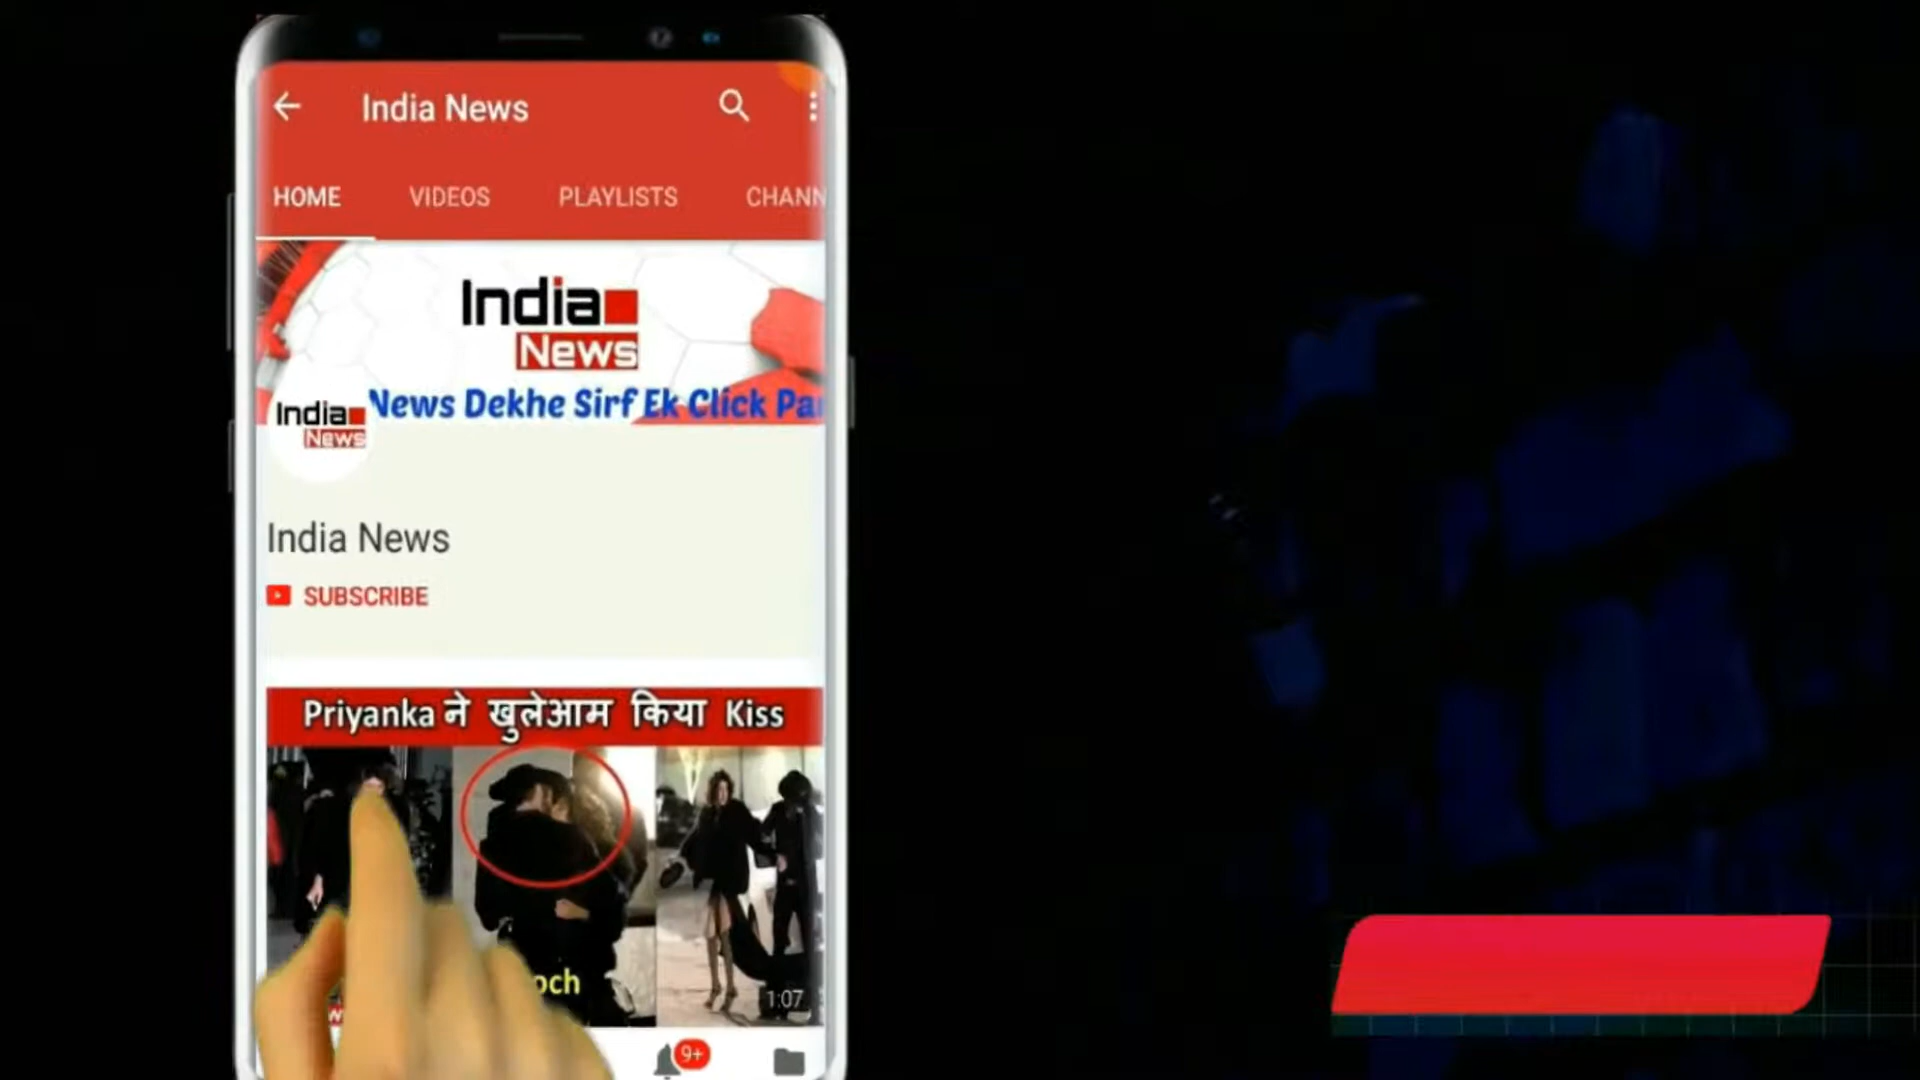 India News
HOME VIDEOS PLAYLISTS CHANN
India
News
News Dekhe Sirf Ek Click Par
India
News
India News
SUBSCRIBE
Priyanka ने खुलेआम किया Kiss
och
1:07
9+